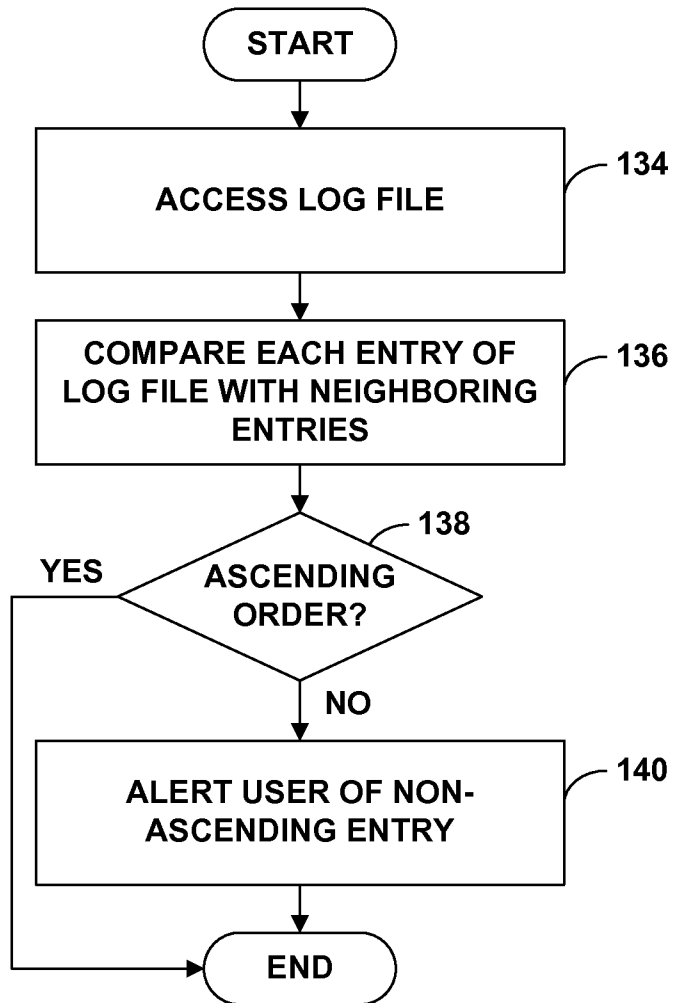 START
ACCESS LOG FILE
134
COMPARE EACH ENTRY OF
LOG FILE WITH NEIGHBORING
ENTRIES
136
138
YES
ASCENDING
ORDER?
NO
ALERT USER OF NON-
ASCENDING ENTRY
140
END